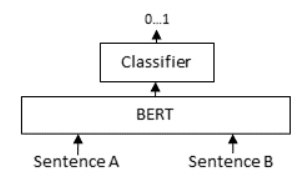 0...1
Classifier
BERT
Sentence A Sentence B